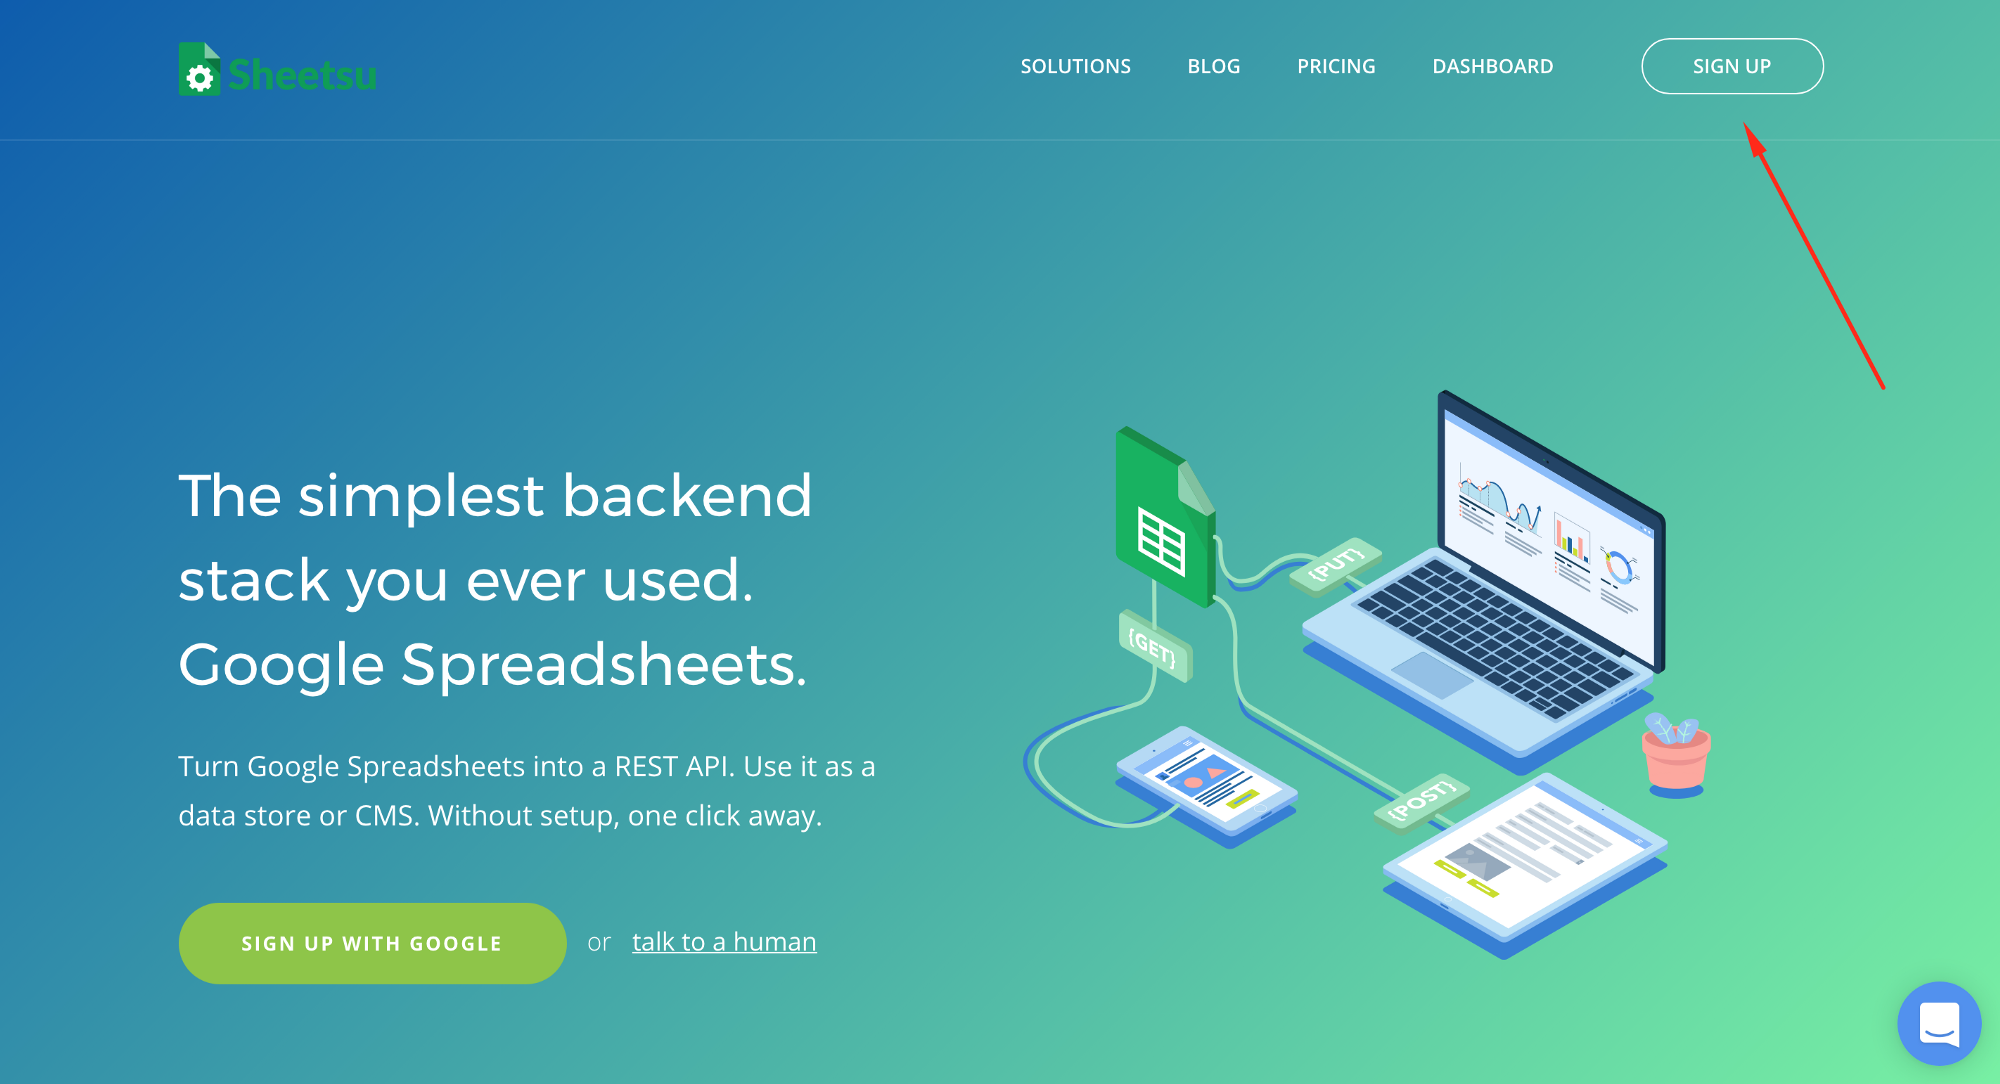 Sheetsu
SOLUTIONS BLOG PRICING DASHBOARD SIGN UP
The simplest backend
stack you ever used.
Google Spreadsheets.
Turn Google Spreadsheets into a REST API. Use it as a
data store or CMS. Without setup, one click away.
SIGN UP WITH GOOGLE or talk to a human
{PUT}
{GET}
{POST}